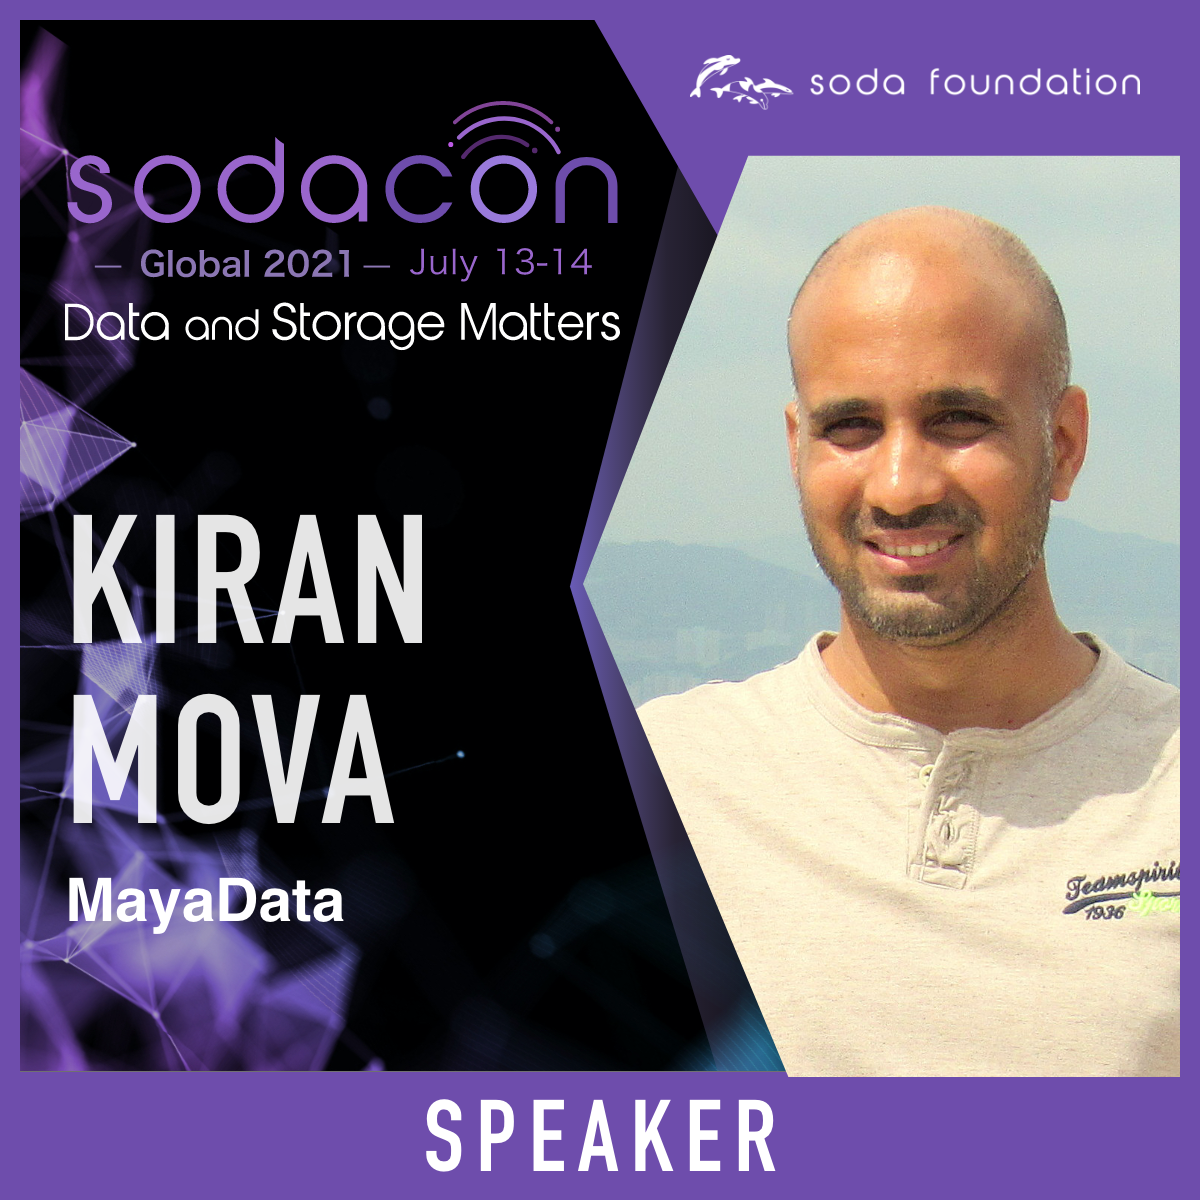 soda foundation
sodacon
— Global 2021 — July 13-14
Data and Storage Matters
KIRAN
MOVA
MayaData
Teamspirit
1936
SPEAKER